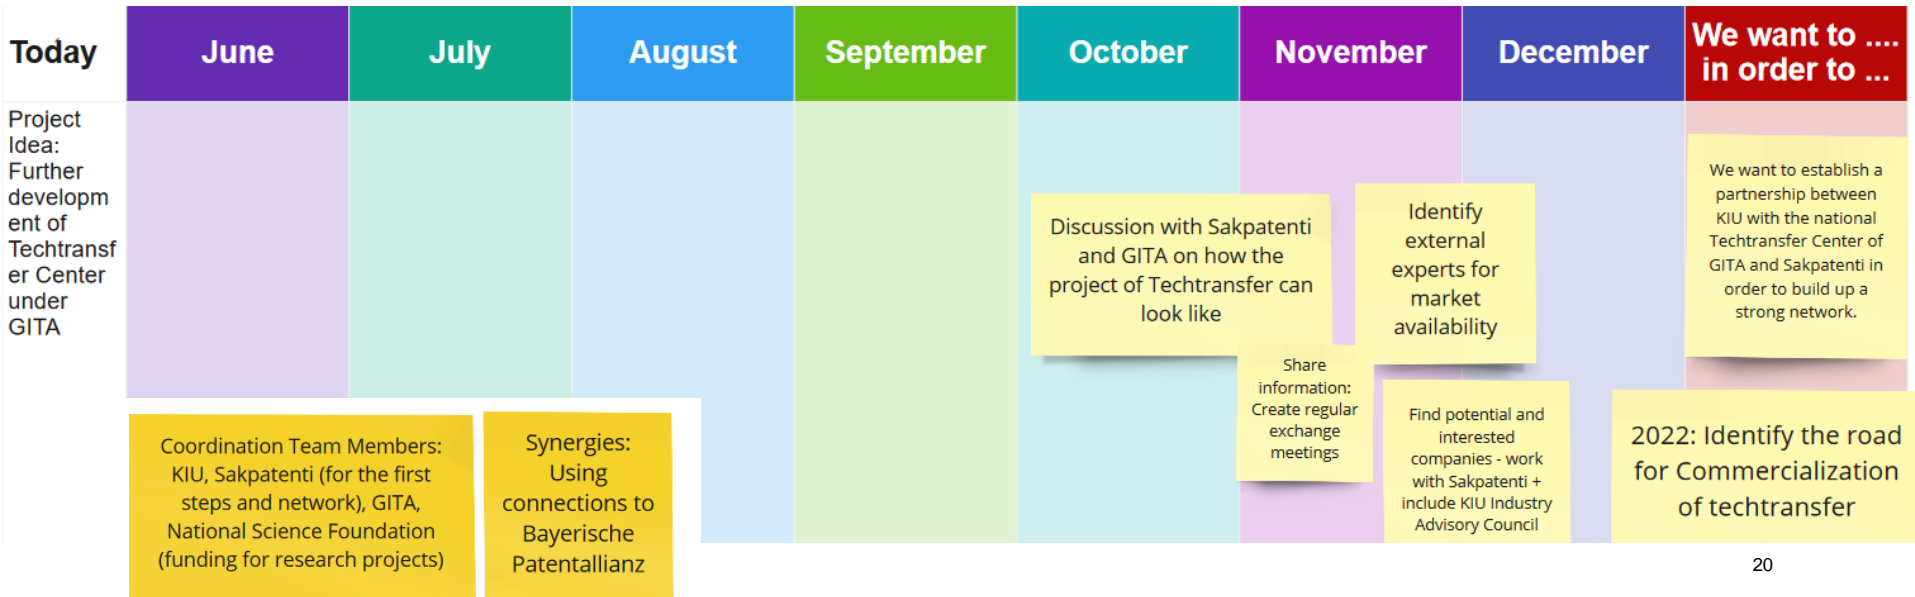 Today
June
July
August
September
October
November
December
We want to ....
in order to ...
Project
Idea:
Further
developm
ent of
Techtransf
er Center
under
GITA
Discussion with Sakpatenti
and GITA on how the
project of Techtransfer can
look like
Identify
external
experts for
market
availability
We want to establish a
partnership between
KIU with the national
Techtransfer Center of
GITA and Sakpatenti in
order to build up a
strong network.
Share
information:
Create regular
exchange
meetings
Find potential and
interested
companies - work
with Sakpatenti +
include KIU Industry
Advisory Council
2022: Identify the road
for Commercialization
of techtransfer
Coordination Team Members:
KIU, Sakpatenti (for the first
steps and network), GITA,
National Science Foundation
(funding for research projects)
Synergies:
Using
connections to
Bayerische
Patentallianz
20